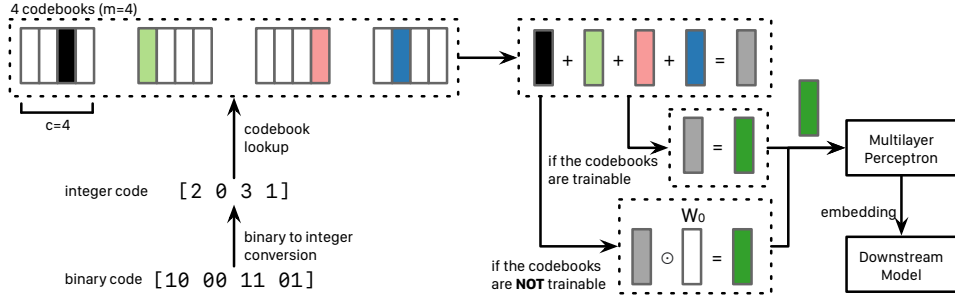 4 codebooks (m=4)
c=4
codebook
lookup
integer code [2 0 3 1]
binary to integer
conversion
binary code [10 00 11 01]
+ + + =
if the codebooks
are trainable
=
W0
⊙ =
if the codebooks
are NOT trainable
Multilayer
Perceptron
embedding
Downstream
Model